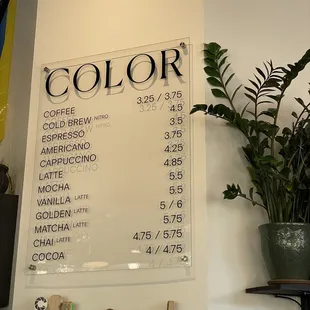 COLOR
COFFEE 3.25 / 3.75
COLD BREW NITRO 4.5
ESPRESSO 3.5
AMERICANO 3.75
CAPPUCCINO 4.25
LATTE 4.85
MOCHA 5.5
VANILLA LATTE 5.5
GOLDEN LATTE 5 / 6
MATCHA LATTE 5.75
CHAI LATTE 4.75 / 5.75
COCOA 4 / 4.75